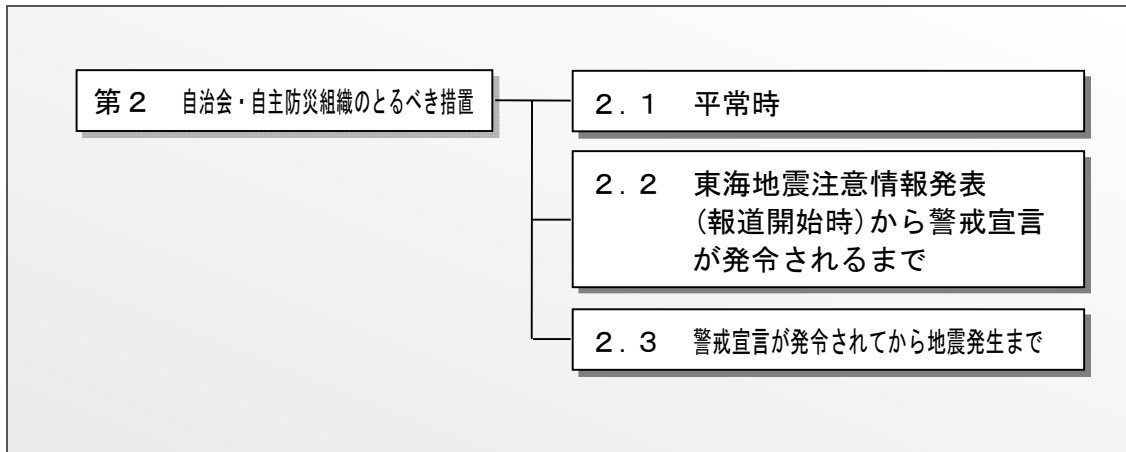 第２　自治会・自主防災組織のとるべき措置
２．１　平常時
２．２　東海地震注意情報発表
（報道開始時）から警戒宣言
が発令されるまで
２．３　警戒宣言が発令されてから地震発生まで